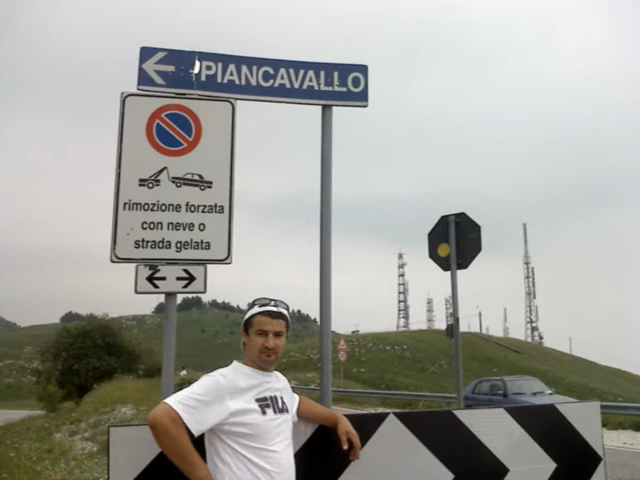 PIANCAVALLO
rimozione forzata
con neve o
strada gelata
FILA